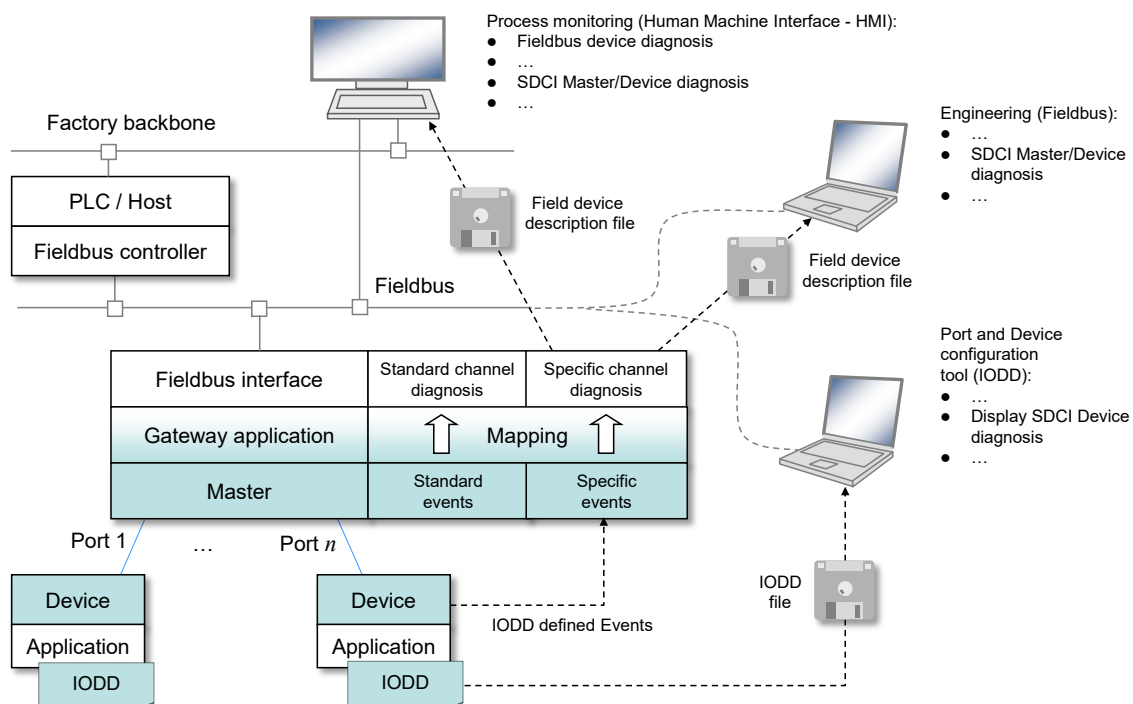 Process monitoring (Human Machine Interface - HMI):
● Fieldbus device diagnosis
● …
● SDCI Master/Device diagnosis
● …
Engineering (Fieldbus):
● …
● SDCI Master/Device
diagnosis
● …
Factory backbone
PLC / Host
Fieldbus controller
Field device
description file
Field device
description file
Fieldbus
Port and Device
configuration
tool (IODD):
● …
● Display SDCI Device
diagnosis
● …
Fieldbus interface
Standard channel
diagnosis
Specific channel
diagnosis
Gateway application
Mapping
Master
Standard
events
Specific
events
Port 1
…
Port n
Device
Application
IODD
Device
Application
IODD
IODD defined Events
IODD
file